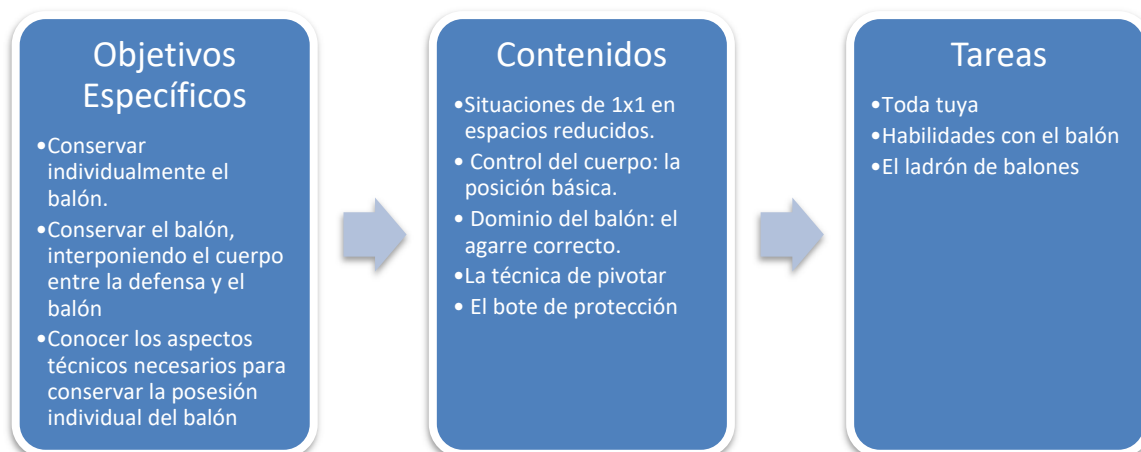 Objetivos
Específicos
•Conservar
individualmente el
balón.
•Conservar el balón,
interponiendo el cuerpo
entre la defensa y el
balón
•Conocer los aspectos
técnicos necesarios para
conservar la posesión
individual del balón
Contenidos
•Situaciones de 1x1 en
espacios reducidos.
• Control del cuerpo: la
posición básica.
• Dominio del balón: el
agarre correcto.
•La técnica de pivotar
• El bote de protección
Tareas
•Toda tuya
•Habilidades con el balón
•El ladrón de balones